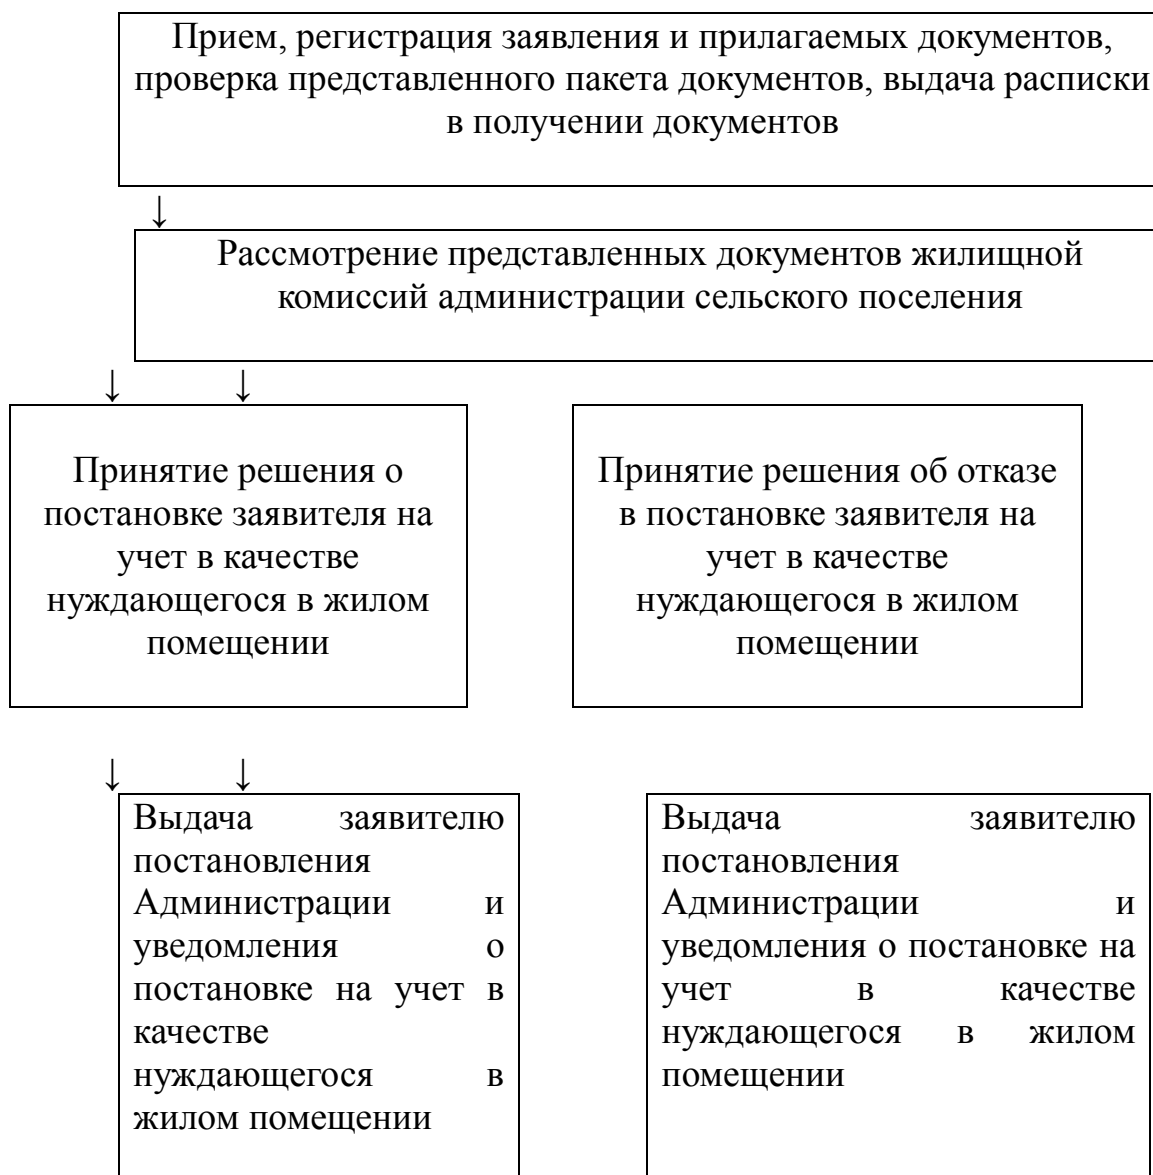 Прием, регистрация заявления и прилагаемых документов,
проверка представленного пакета документов, выдача расписки
в получении документов
↓
Рассмотрение представленных документов жилищной
комиссий администрации сельского поселения
↓ ↓
Принятие решения о
постановке заявителя на
учет в качестве
нуждающегося в жилом
помещении
Принятие решения об отказе
в постановке заявителя на
учет в качестве
нуждающегося в жилом
помещении
↓ ↓
Выдача заявителю
постановления
Администрации и
уведомления о
постановке на учет в
качестве
нуждающегося в
жилом помещении
Выдача заявителю
постановления
Администрации и
уведомления о постановке на
учет в качестве
нуждающегося в жилом
помещении